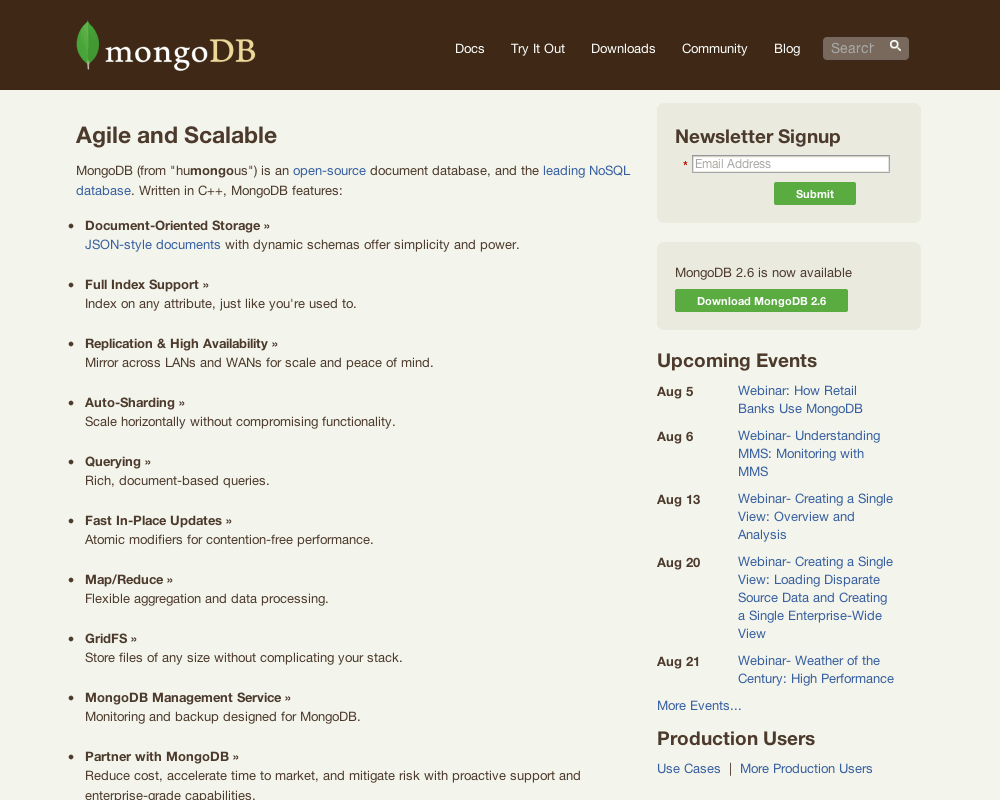 mongoDB
Docs Try It Out Downloads Community Blog Search
Agile and Scalable
MongoDB (from "humongous") is an open-source document database, and the leading NoSQL
database. Written in C++, MongoDB features:
• Document-Oriented Storage »
JSON-style documents with dynamic schemas offer simplicity and power.
• Full Index Support »
Index on any attribute, just like you're used to.
• Replication & High Availability »
Mirror across LANs and WANs for scale and peace of mind.
• Auto-Sharding »
Scale horizontally without compromising functionality.
• Querying »
Rich, document-based queries.
• Fast In-Place Updates »
Atomic modifiers for contention-free performance.
• Map/Reduce »
Flexible aggregation and data processing.
• GridFS »
Store files of any size without complicating your stack.
• MongoDB Management Service »
Monitoring and backup designed for MongoDB.
• Partner with MongoDB »
Reduce cost, accelerate time to market, and mitigate risk with proactive support and
enterprise-grade capabilities.
Newsletter Signup
* Email Address
Submit
MongoDB 2.6 is now available
Download MongoDB 2.6
Upcoming Events
Aug 5 Webinar: How Retail
Banks Use MongoDB
Aug 6 Webinar- Understanding
MMS: Monitoring with
MMS
Aug 13 Webinar- Creating a Single
View: Overview and
Analysis
Aug 20 Webinar- Creating a Single
View: Loading Disparate
Source Data and Creating
a Single Enterprise-Wide
View
Aug 21 Webinar- Weather of the
Century: High Performance
More Events...
Production Users
Use Cases | More Production Users